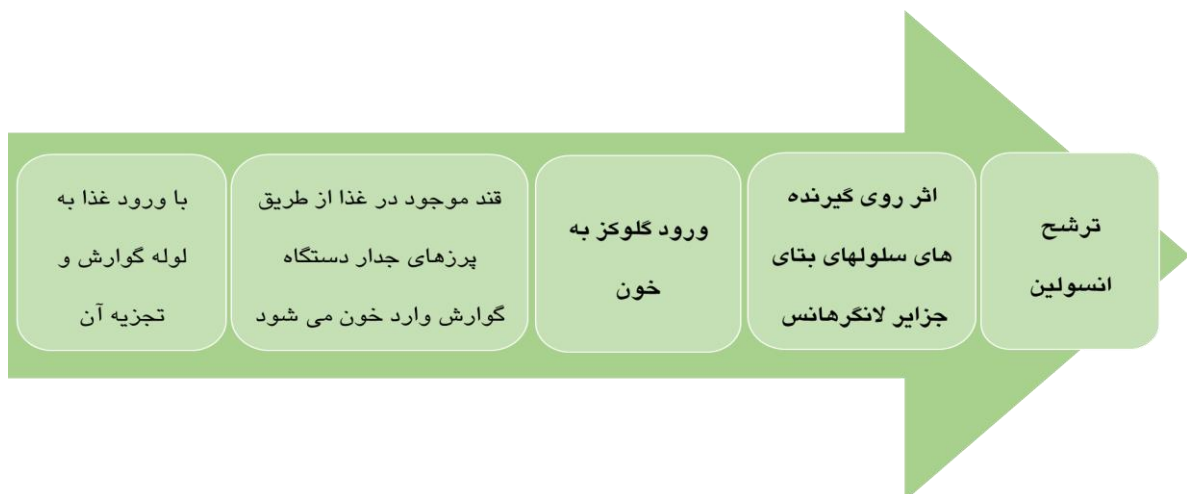 با ورود غذا به
لوله گوارش و
تجزیه آن
قند موجود در غذا از طریق
پرزهای جدار دستگاه
گوارش وارد خون می شود
ورود گلوکز به
خون
اثر روی گیرنده
های سلولهای بتای
جزایر لانگرهانس
ترشح
انسولین